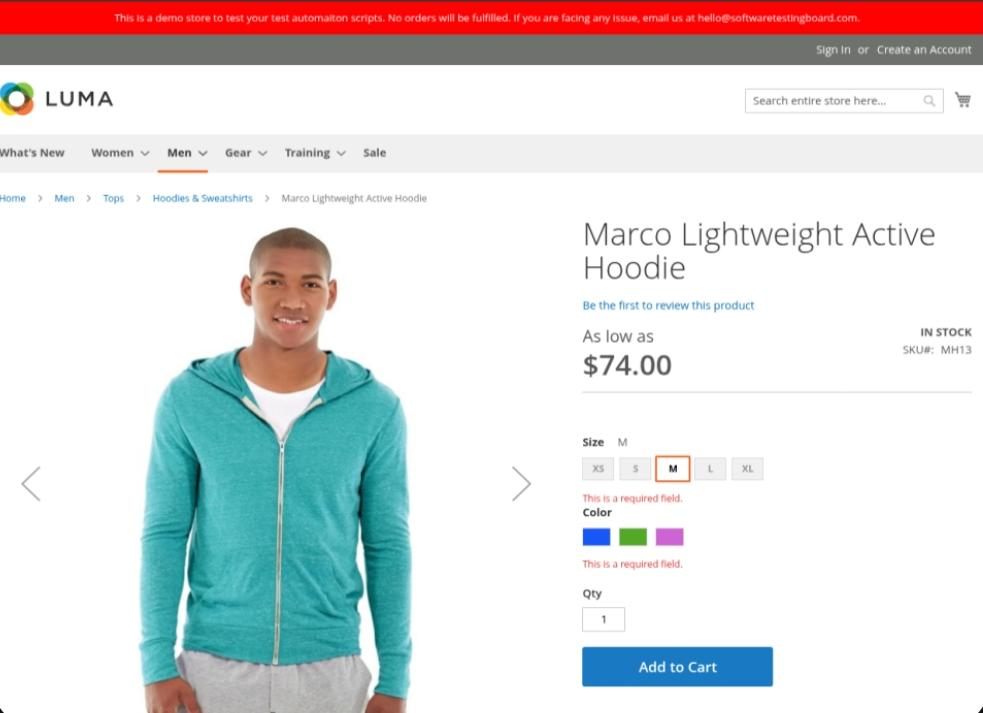 This is a demo store to test your test automaiton scripts. No orders will be fulfilled. If you are facing any issue, email us at hello@softwaretestingboard.com.
Sign In or Create an Account
LUMA
Search entire store here...
What's New Women Men Gear Training Sale
Home > Men > Tops > Hoodies & Sweatshirts > Marco Lightweight Active Hoodie
Marco Lightweight Active
Hoodie
Be the first to review this product
As low as
$74.00
IN STOCK
SKU#: MH13
Size M
XS S M L XL
This is a required field.
Color
This is a required field.
Qty
1
Add to Cart